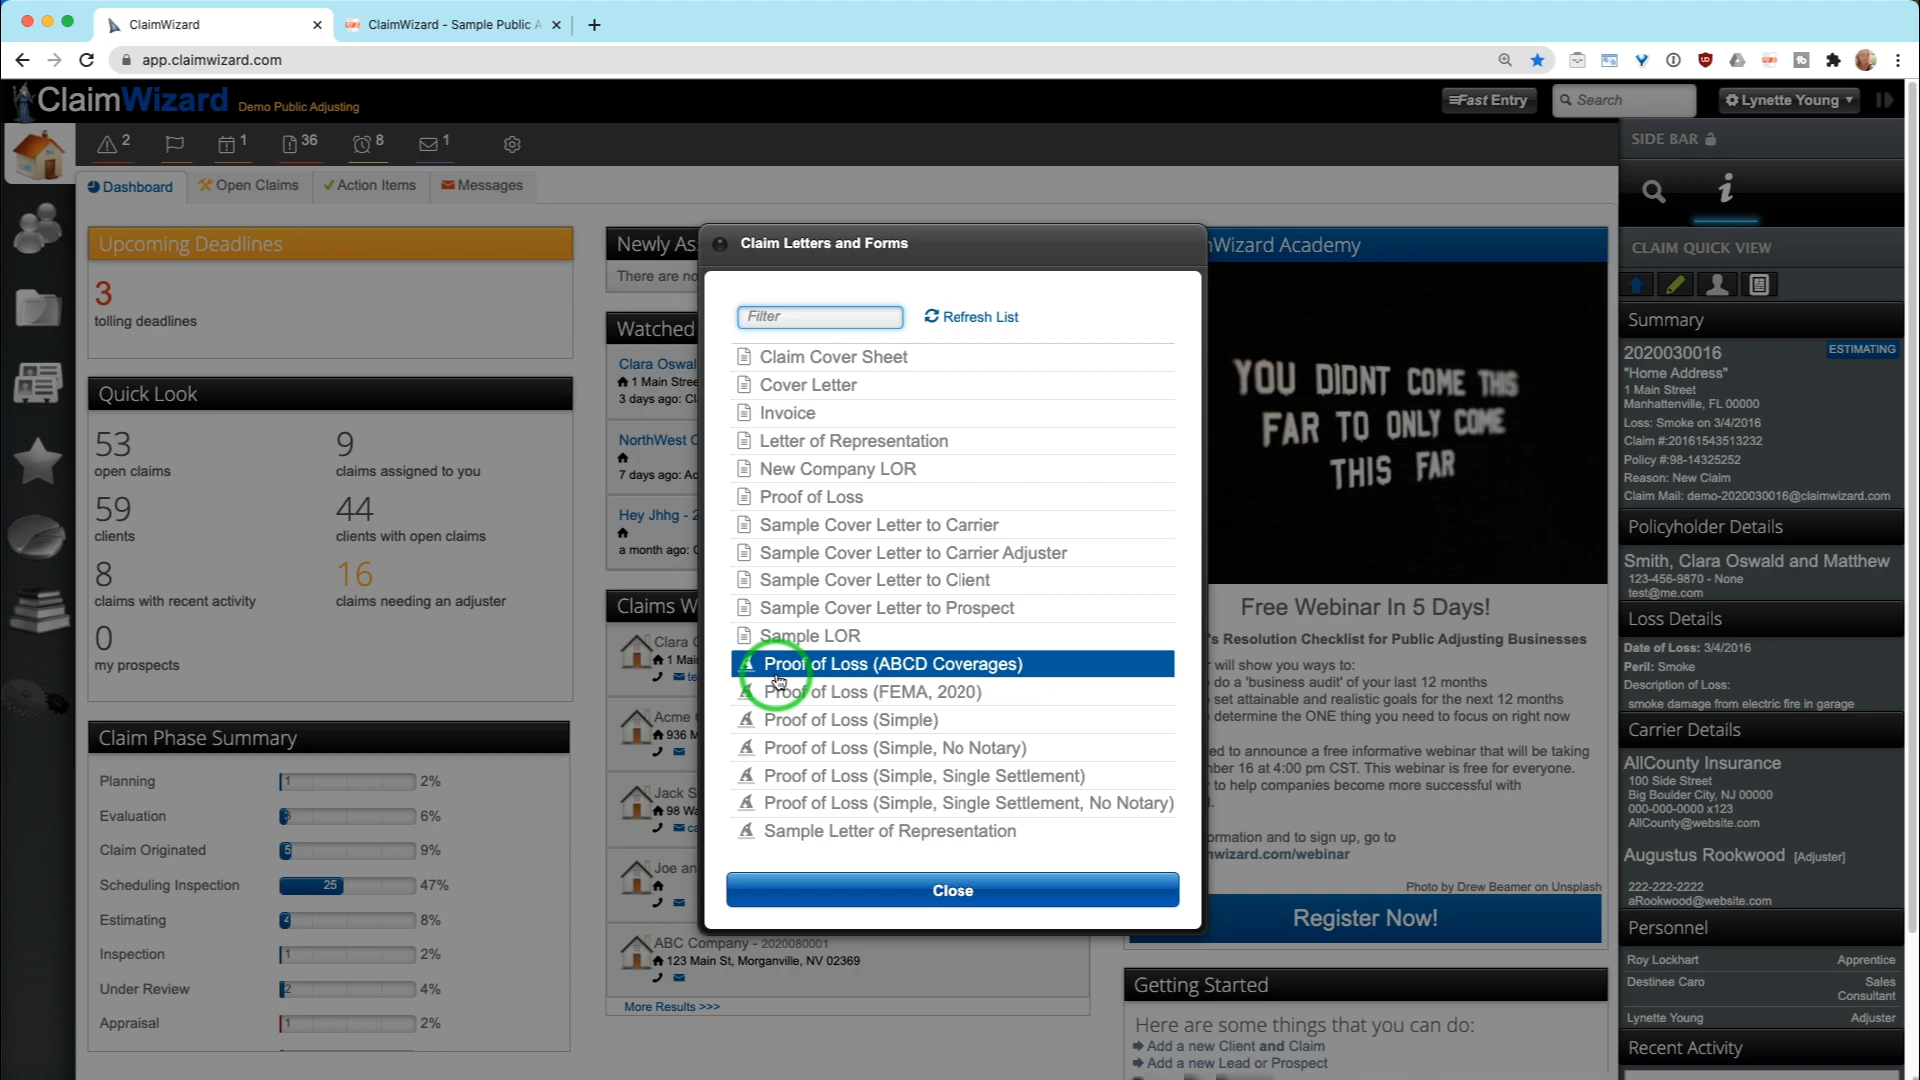 ClaimWizard
ClaimWizard - Sample Public A
app.claimwizard.com
ClaimWizard Demo Public Adjusting
Fast Entry
Search
Lynette Young
2
1
36
8
1
SIDE BAR
Dashboard
Open Claims
Action Items
Messages
Upcoming Deadlines
3
tolling deadlines
Quick Look
53
open claims
9
claims assigned to you
59
clients
44
clients with open claims
8
claims with recent activity
16
claims needing an adjuster
0
my prospects
Claim Phase Summary
Planning 1 2%
Evaluation 3 6%
Claim Originated 5 9%
Scheduling Inspection 25 47%
Estimating 4 8%
Inspection 1 2%
Under Review 2 4%
Appraisal 1 2%
Newly As
There are no
Watched
Clara Oswal
1 Main Stree
3 days ago: Cl
NorthWest C
7 days ago: Ac
Hey Jhhg - 2
a month ago: C
Claims W
Clara O
1 Mai
te
Acme
936 M
Jack S
98 Wa
ca
Joe an
ABC Company - 2020080001
123 Main St, Morganville, NV 02369
More Results >>>
Claim Letters and Forms
Filter
Refresh List
Claim Cover Sheet
Cover Letter
Invoice
Letter of Representation
New Company LOR
Proof of Loss
Sample Cover Letter to Carrier
Sample Cover Letter to Carrier Adjuster
Sample Cover Letter to Client
Sample Cover Letter to Prospect
Sample LOR
Proof of Loss (ABCD Coverages)
Proof of Loss (FEMA, 2020)
Proof of Loss (Simple)
Proof of Loss (Simple, No Notary)
Proof of Loss (Simple, Single Settlement)
Proof of Loss (Simple, Single Settlement, No Notary)
Sample Letter of Representation
Close
nWizard Academy
YOU DIDNT COME THIS
FAR TO ONLY COME
THIS FAR
Free Webinar In 5 Days!
's Resolution Checklist for Public Adjusting Businesses
r will show you ways to:
do a 'business audit' of your last 12 months
set attainable and realistic goals for the next 12 months
determine the ONE thing you need to focus on right now
ed to announce a free informative webinar that will be taking
ber 16 at 4:00 pm CST. This webinar is free for everyone.
to help companies become more successful with
ormation and to sign up, go to
wizard.com/webinar
Photo by Drew Beamer on Unsplash
Register Now!
Getting Started
Here are some things that you can do:
Add a new Client and Claim
Add a new Lead or Prospect
CLAIM QUICK VIEW
Summary
2020030016 ESTIMATING
"Home Address"
1 Main Street
Manhattenville, FL 00000
Loss: Smoke on 3/4/2016
Claim #:20161543513232
Policy #:98-14325252
Reason: New Claim
Claim Mail: demo-2020030016@claimwizard.com
Policyholder Details
Smith, Clara Oswald and Matthew
123-456-9870 - None
test@me.com
Loss Details
Date of Loss: 3/4/2016
Peril: Smoke
Description of Loss:
smoke damage from electric fire in garage
Carrier Details
AllCounty Insurance
100 Side Street
Big Boulder City, NJ 00000
000-000-0000 x123
AllCounty@website.com
Augustus Rookwood [Adjuster]
222-222-2222
aRookwood@website.com
Personnel
Roy Lockhart Apprentice
Destinee Caro Sales
Consultant
Lynette Young Adjuster
Recent Activity